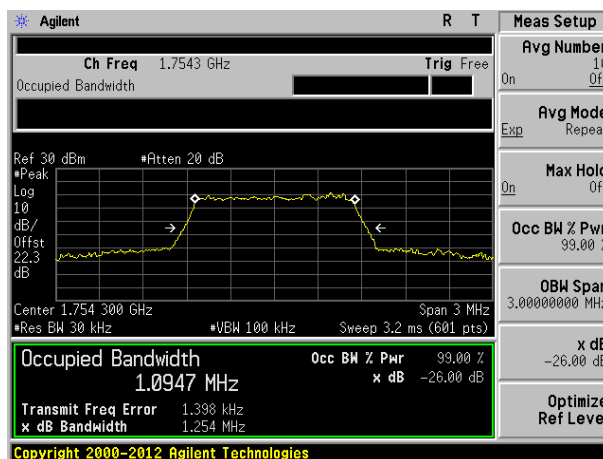 Agilent R T
Meas Setup
Ch Freq 1.7543 GHz Trig Free
Occupied Bandwidth
Avg Number
On
Avg Mode
Exp Repeat
Max Hold
On
Occ BW % Pwr
99.00 %
OBW Span
3.00000000 MHz
x dB
-26.00 dB
Optimize
Ref Level
Ref 30 dBm #Atten 20 dB
#Peak
Log
10
dB/
Offst
22.3
dB
Center 1.754 300 GHz Span 3 MHz
#Res BW 30 kHz #VBW 100 kHz Sweep 3.2 ms (601 pts)
Occupied Bandwidth Occ BW % Pwr 99.00 %
1.0947 MHz x dB -26.00 dB
Transmit Freq Error 1.398 kHz
x dB Bandwidth 1.254 MHz
Copyright 2000-2012 Agilent Technologies